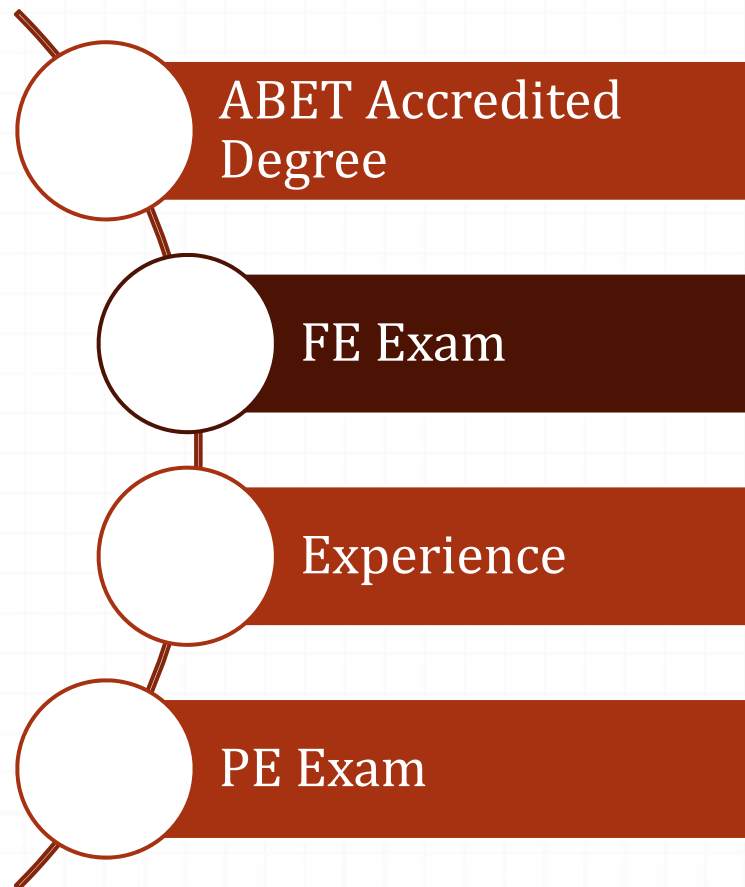 ABET Accredited
Degree
FE Exam
Experience
PE Exam